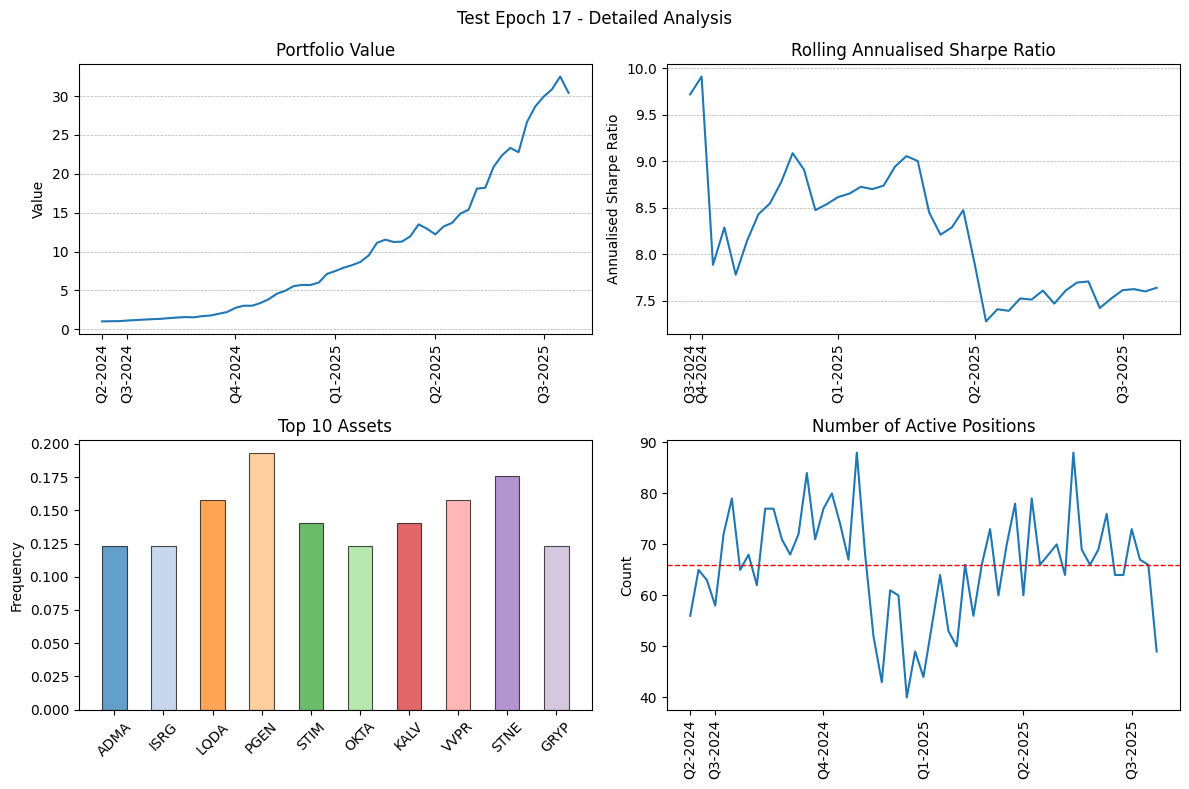 Test Epoch 17 - Detailed Analysis
Portfolio Value
Value
30
25
20
15
10
5
0
Q2-2024
Q3-2024
Q4-2024
Q1-2025
Q2-2025
Q3-2025
Rolling Annualised Sharpe Ratio
Annualised Sharpe Ratio
10.0
9.5
9.0
8.5
8.0
7.5
Q3-2024
Q4-2024
Q1-2025
Q2-2025
Q3-2025
Top 10 Assets
Frequency
0.200
0.175
0.150
0.125
0.100
0.075
0.050
0.025
0.000
ADMA
ISRG
LQDA
PGEN
STIM
OKTA
KALV
VVPR
STNE
GRYP
Number of Active Positions
Count
90
80
70
60
50
40
Q2-2024
Q3-2024
Q4-2024
Q1-2025
Q2-2025
Q3-2025